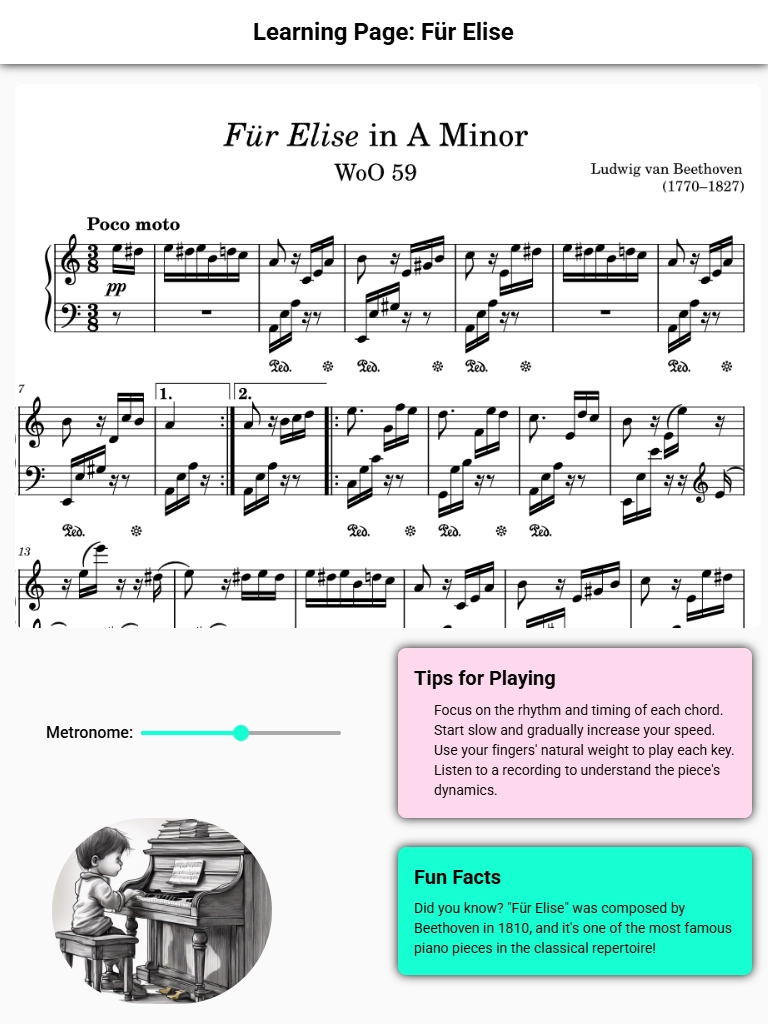 Learning Page: Für Elise
Für Elise in A Minor
WoO 59
Ludwig van Beethoven
(1770–1827)
Poco moto
3
8
3
8
pp
Ped. Ped. Ped. Ped.
7
1. 2.
Ped. Ped. Ped. Ped.
13
Tips for Playing
Focus on the rhythm and timing of each chord.
Start slow and gradually increase your speed.
Use your fingers' natural weight to play each key.
Listen to a recording to understand the piece's
dynamics.
Metronome:
Fun Facts
Did you know? "Für Elise" was composed by
Beethoven in 1810, and it's one of the most famous
piano pieces in the classical repertoire!